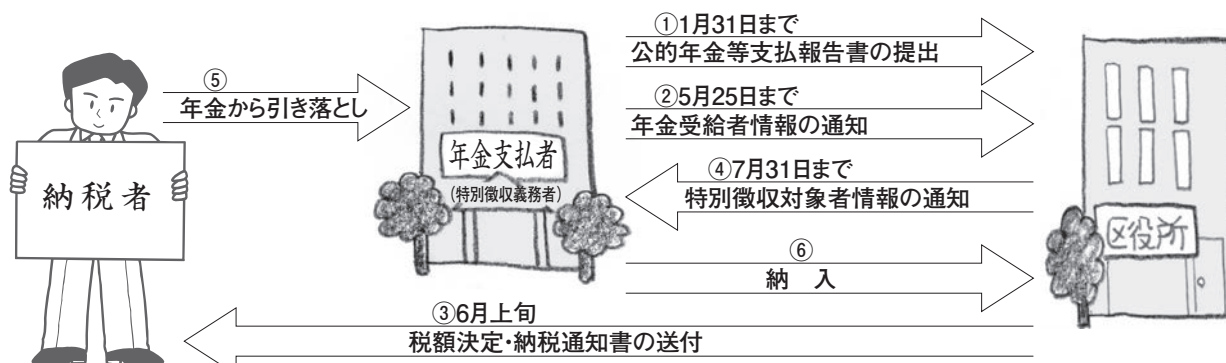 ①1月31日まで
公的年金等支払報告書の提出
⑤
年金から引き落とし
②5月25日まで
年金受給者情報の通知
年金支払者
(特別徴収義務者)
④7月31日まで
特別徴収対象者情報の通知
納税者
区役所
⑥
納　入
③6月上旬
税額決定・納税通知書の送付